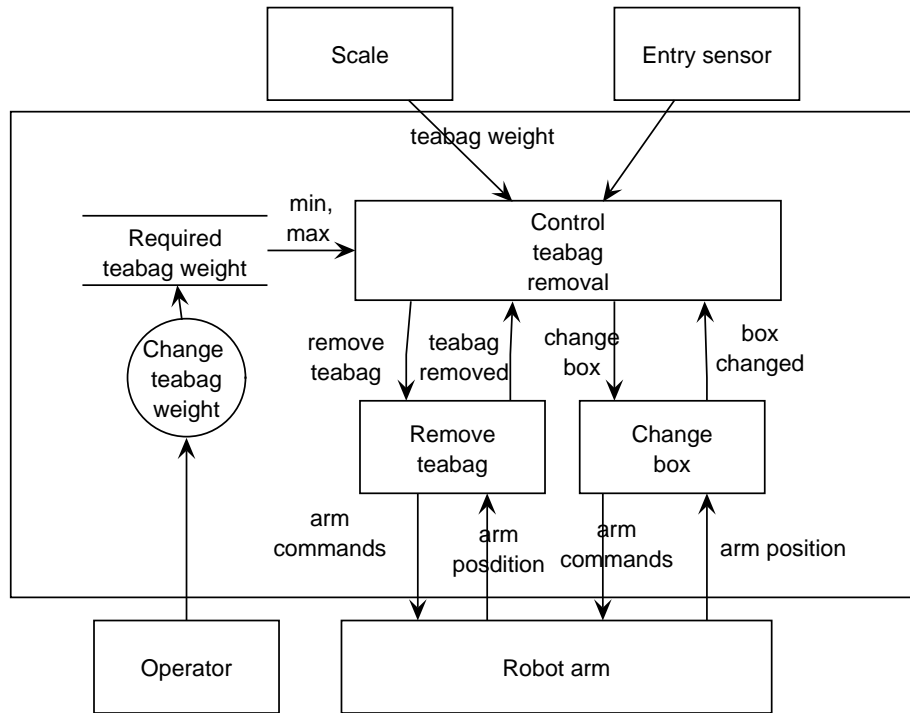 Scale
Entry sensor
teabag weight
min,
max
Required
teabag weight
Control
teabag
removal
remove
teabag
teabag
removed
change
box
box
changed
Change
teabag
weight
Remove
teabag
Change
box
arm
commands
arm
posdition
arm
commands
arm position
Operator
Robot arm